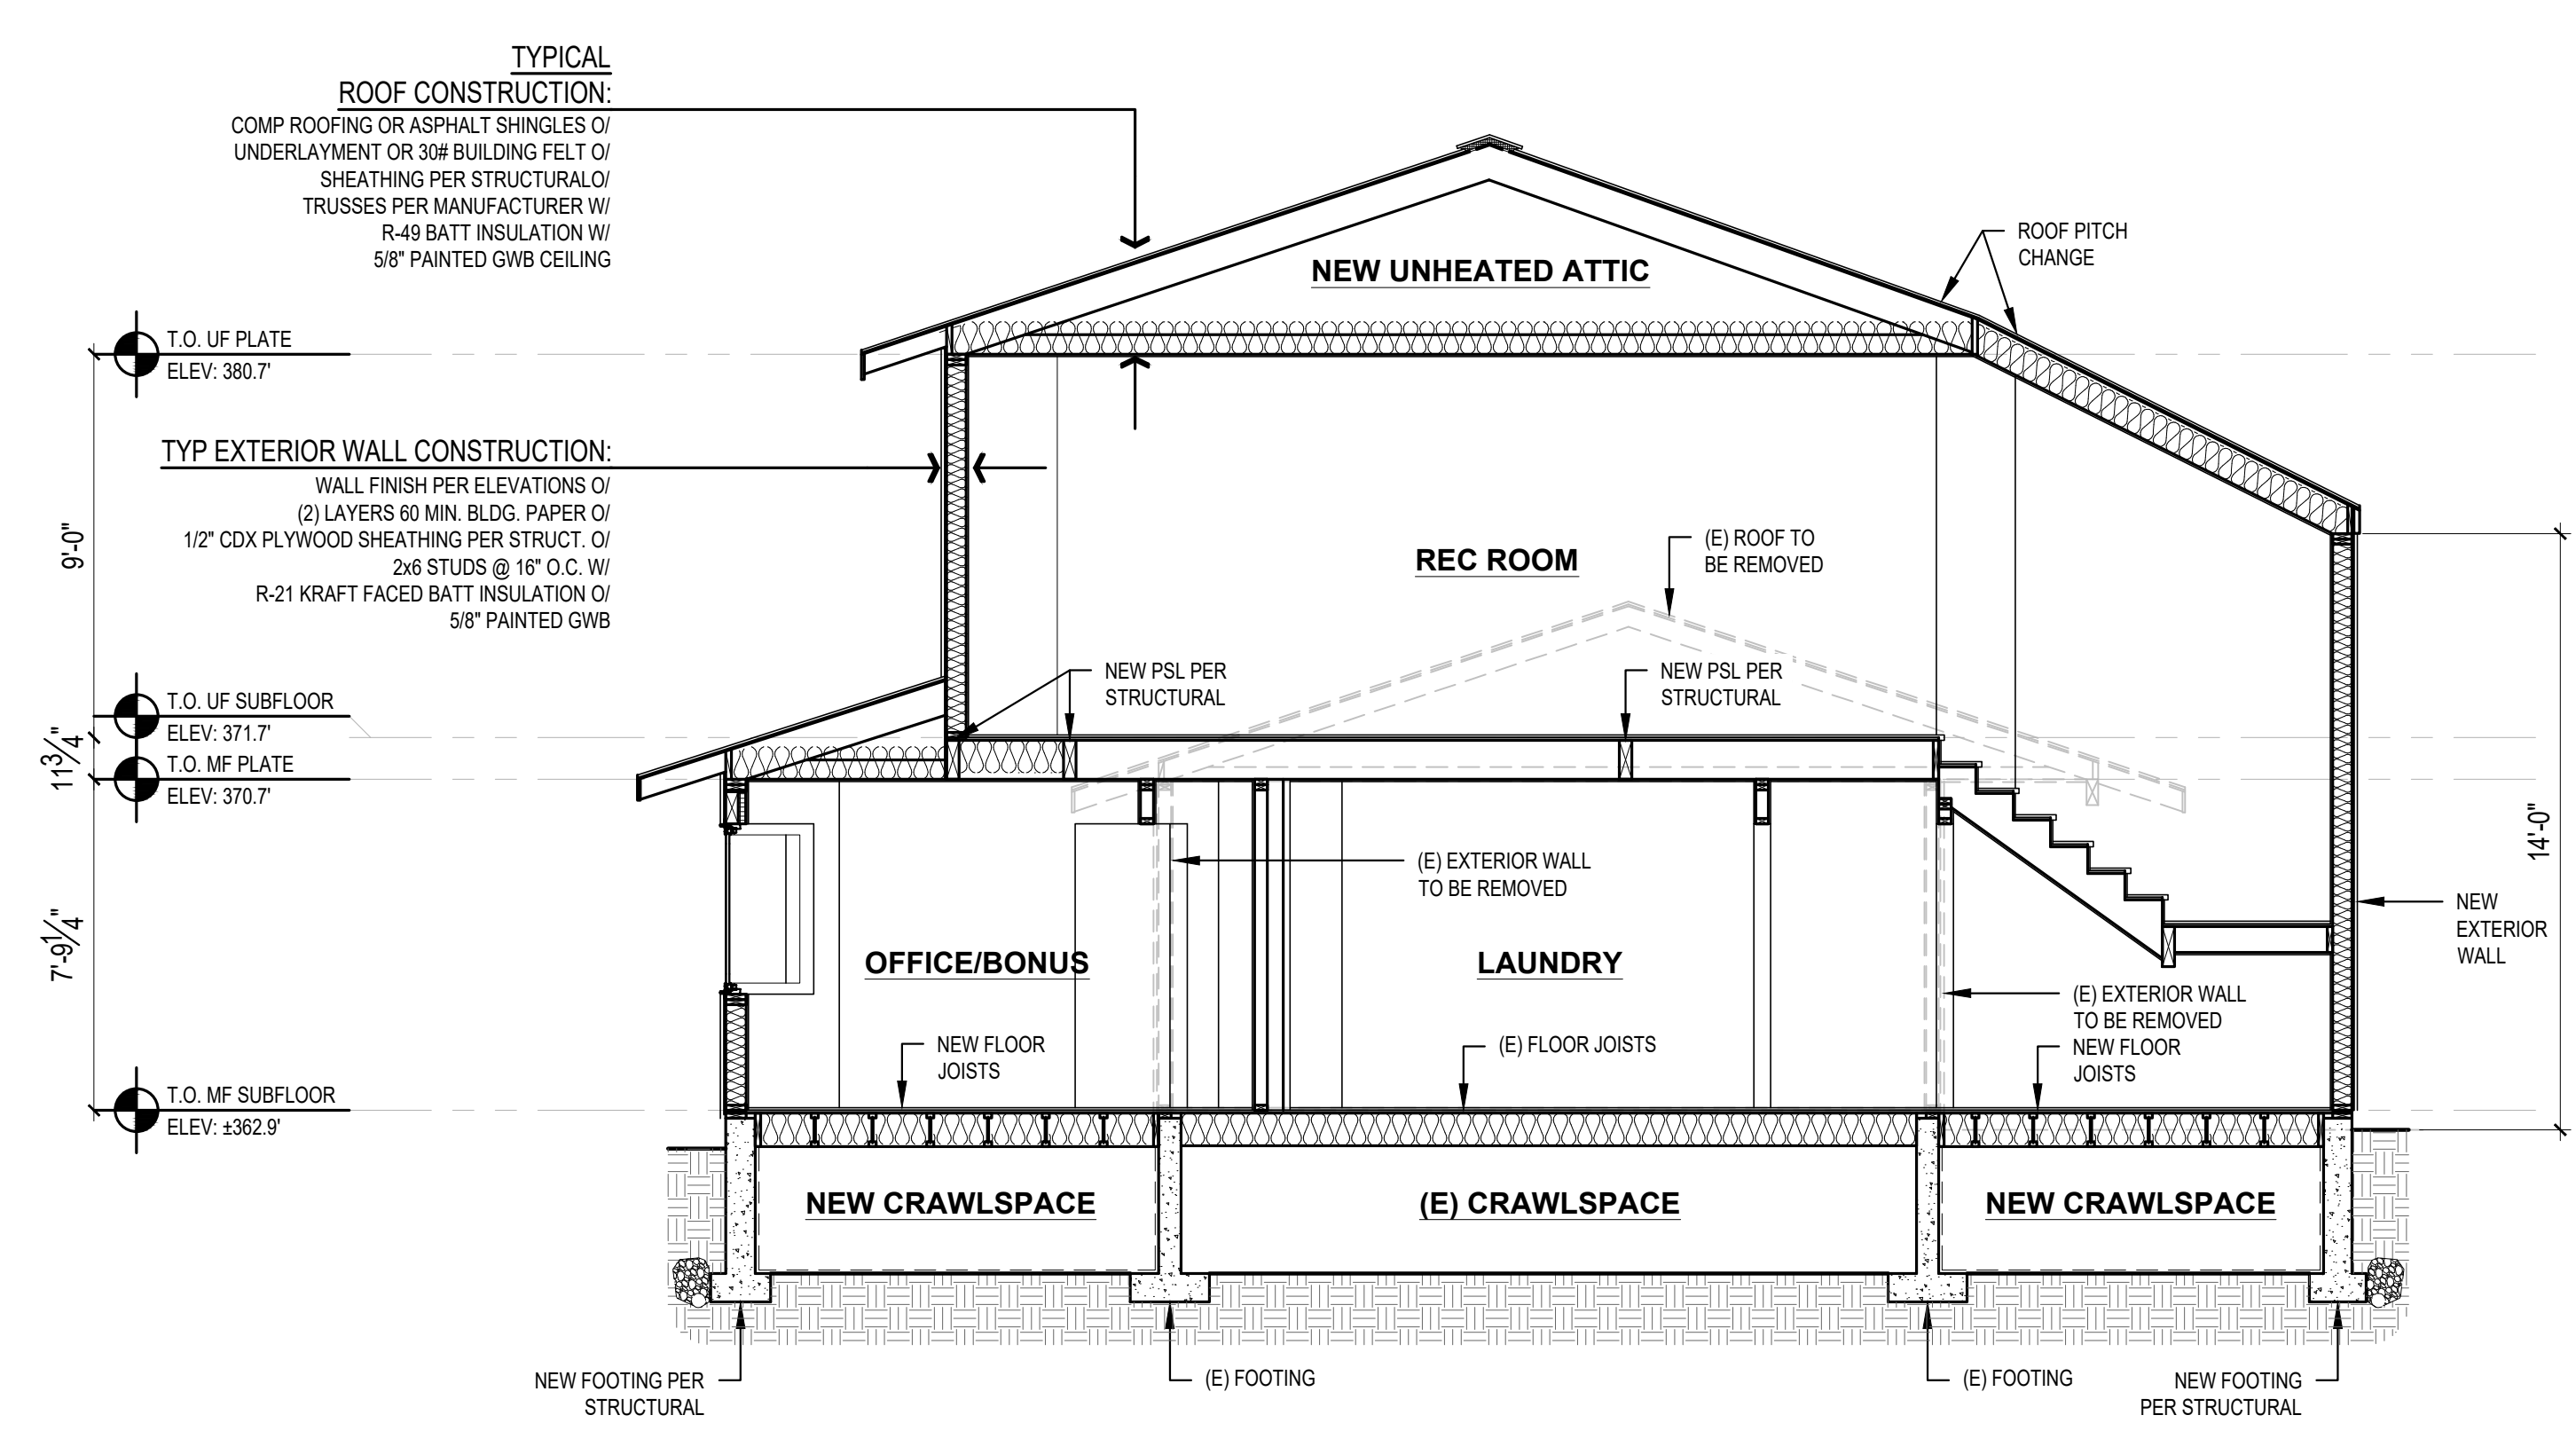 TYPICAL
ROOF CONSTRUCTION:
COMP ROOFING OR ASPHALT SHINGLES O/
UNDERLAYMENT OR 30# BUILDING FELT O/
SHEATHING PER STRUCTURALO/
TRUSSES PER MANUFACTURER W/
R-49 BATT INSULATION W/
5/8" PAINTED GWB CEILING
ROOF PITCH
CHANGE
NEW UNHEATED ATTIC
T.O. UF PLATE
ELEV: 380.7'
TYP EXTERIOR WALL CONSTRUCTION:
WALL FINISH PER ELEVATIONS O/
(2) LAYERS 60 MIN. BLDG. PAPER O/
1/2" CDX PLYWOOD SHEATHING PER STRUCT. O/
2x6 STUDS @ 16" O.C. W/
R-21 KRAFT FACED BATT INSULATION O/
5/8" PAINTED GWB
9'-0"
REC ROOM
(E) ROOF TO
BE REMOVED
NEW PSL PER
STRUCTURAL
NEW PSL PER
STRUCTURAL
T.O. UF SUBFLOOR
ELEV: 371.7'
11 3/4"
T.O. MF PLATE
ELEV: 370.7'
14'-0"
(E) EXTERIOR WALL
TO BE REMOVED
NEW
EXTERIOR
WALL
7'-9 1/4"
OFFICE/BONUS
LAUNDRY
(E) EXTERIOR WALL
TO BE REMOVED
NEW FLOOR
JOISTS
(E) FLOOR JOISTS
NEW FLOOR
JOISTS
T.O. MF SUBFLOOR
ELEV: ±362.9'
NEW CRAWLSPACE
(E) CRAWLSPACE
NEW CRAWLSPACE
NEW FOOTING PER
STRUCTURAL
(E) FOOTING
(E) FOOTING
NEW FOOTING
PER STRUCTURAL